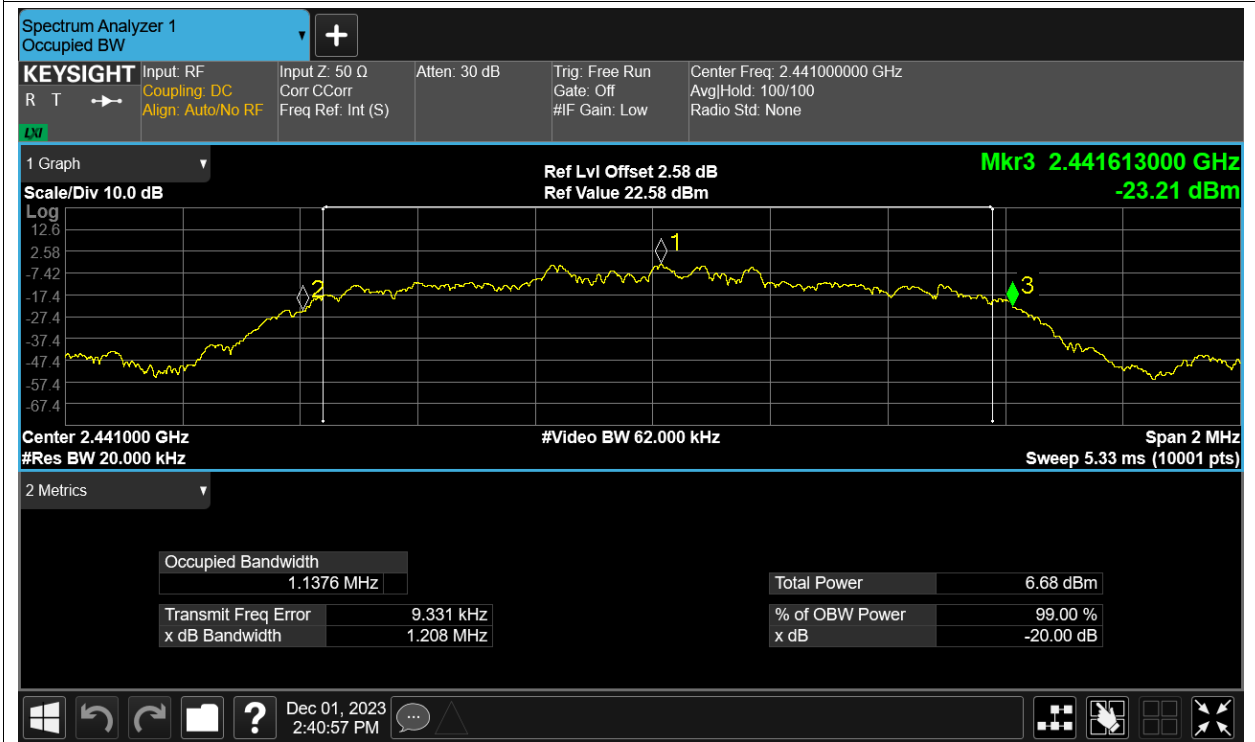 Spectrum Analyzer 1
Occupied BW
KEYSIGHT
R T
LXI
Input: RF
Coupling: DC
Align: Auto/No RF
Input Z: 50 Ω
Corr CCorr
Freq Ref: Int (S)
Atten: 30 dB
Trig: Free Run
Gate: Off
#IF Gain: Low
Center Freq: 2.441000000 GHz
Avg|Hold: 100/100
Radio Std: None
1 Graph
Scale/Div 10.0 dB
Ref Lvl Offset 2.58 dB
Ref Value 22.58 dBm
Mkr3 2.441613000 GHz
-23.21 dBm
Log
12.6
2.58
-7.42
-17.4
-27.4
-37.4
-47.4
-57.4
-67.4
1
2
3
Center 2.441000 GHz
#Res BW 20.000 kHz
#Video BW 62.000 kHz
Span 2 MHz
Sweep 5.33 ms (10001 pts)
2 Metrics
Occupied Bandwidth
1.1376 MHz
Transmit Freq Error 9.331 kHz
x dB Bandwidth 1.208 MHz
Total Power 6.68 dBm
% of OBW Power 99.00 %
x dB -20.00 dB
?
Dec 01, 2023
2:40:57 PM